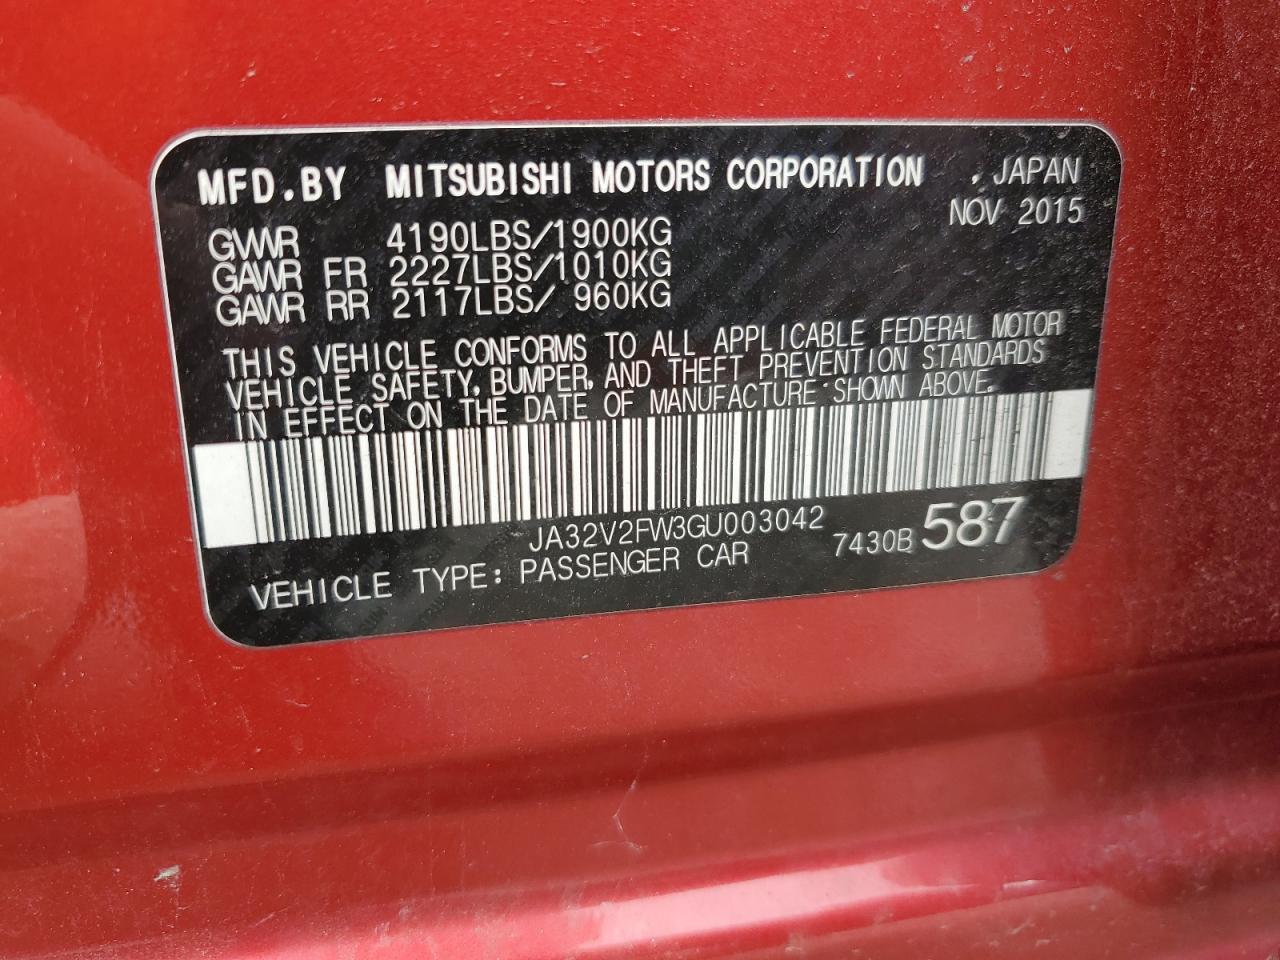 MFD.BY MITSUBISHI MOTORS CORPORATION , JAPAN
NOV 2015
GVWR 4190LBS/1900KG
GAWR FR 2227LBS/1010KG
GAWR RR 2117LBS/ 960KG
THIS VEHICLE CONFORMS TO ALL APPLICABLE FEDERAL MOTOR
VEHICLE SAFETY, BUMPER, AND THEFT PREVENTION STANDARDS
IN EFFECT ON THE DATE OF MANUFACTURE SHOWN ABOVE.
JA32V2FW3GU003042
7430B587
VEHICLE TYPE: PASSENGER CAR